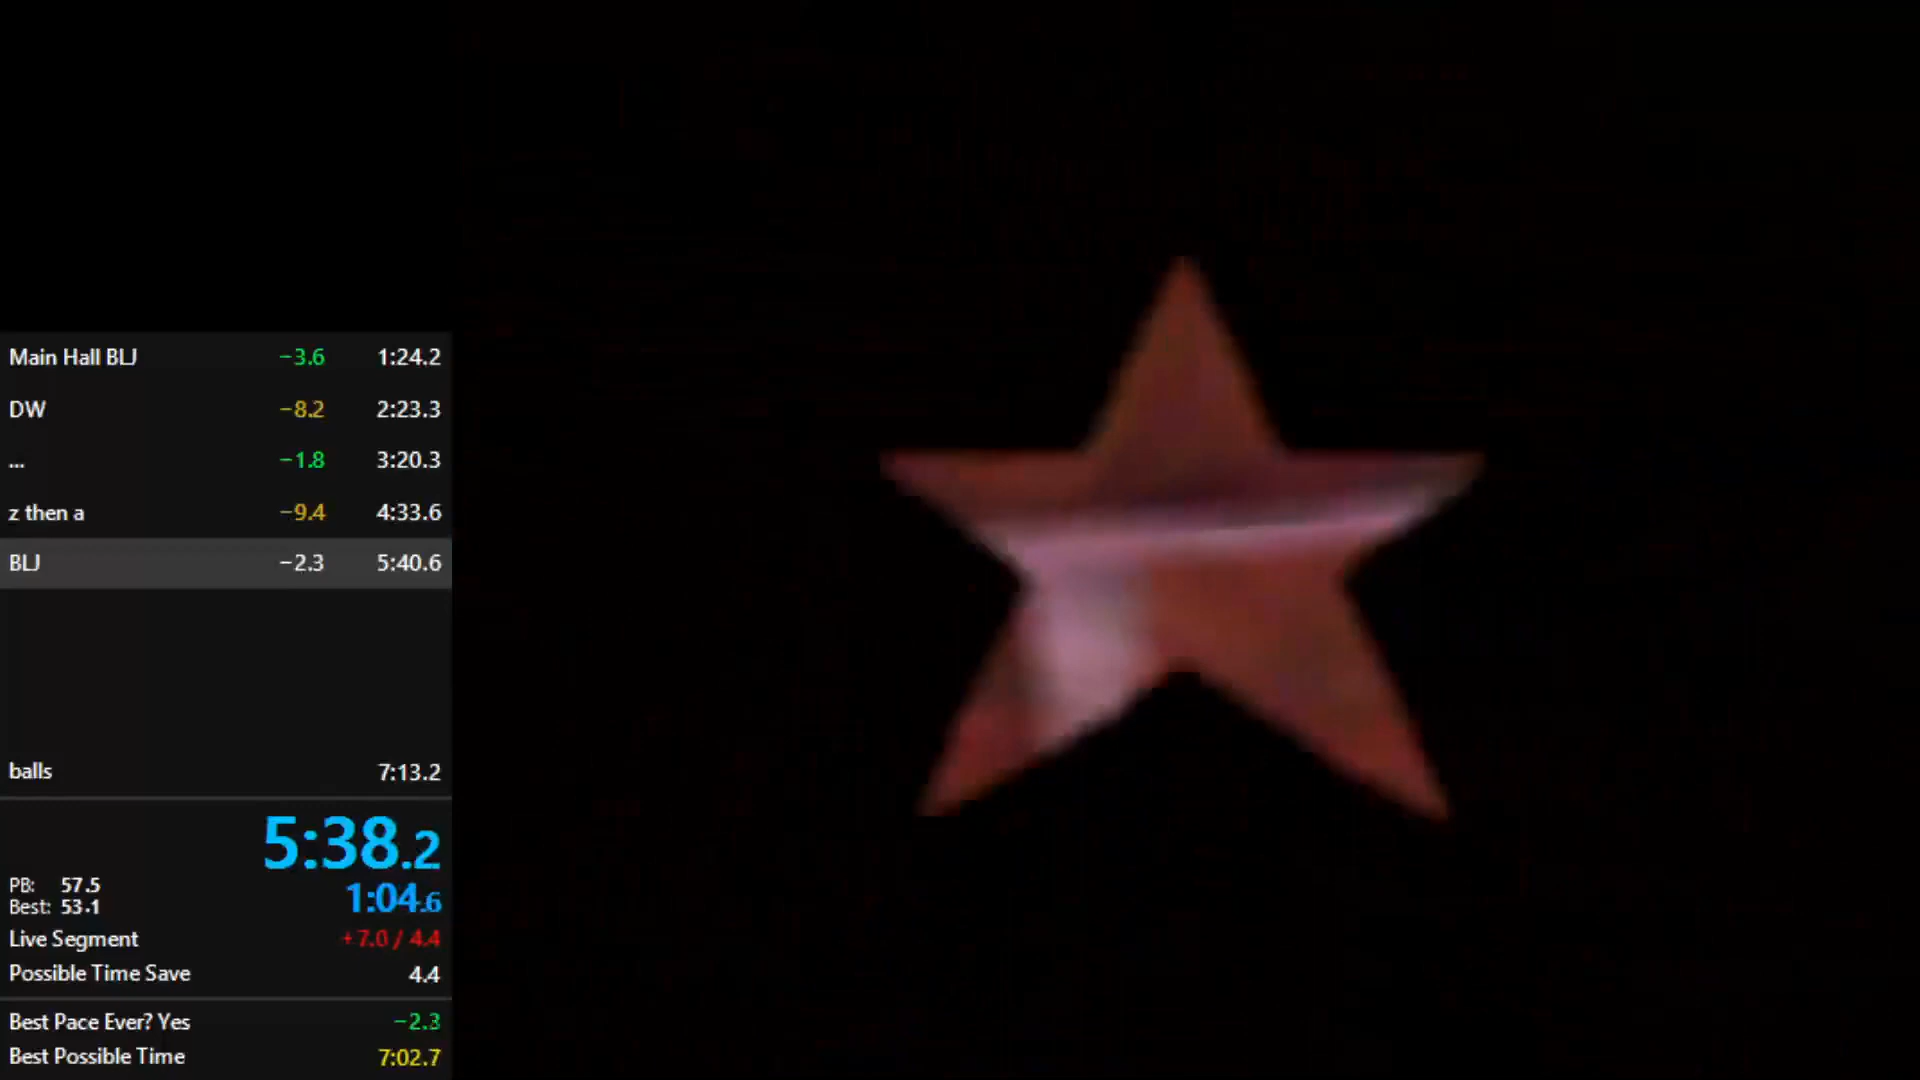 Main Hall BLJ −3.6 1:24.2
DW −8.2 2:23.3
... −1.8 3:20.3
z then a −9.4 4:33.6
BLJ −2.3 5:40.6
balls 7:13.2
5:38.2
PB: 57.5
1:04.6
Best: 53.1
Live Segment +7.0 / 4.4
Possible Time Save 4.4
Best Pace Ever? Yes −2.3
Best Possible Time 7:02.7